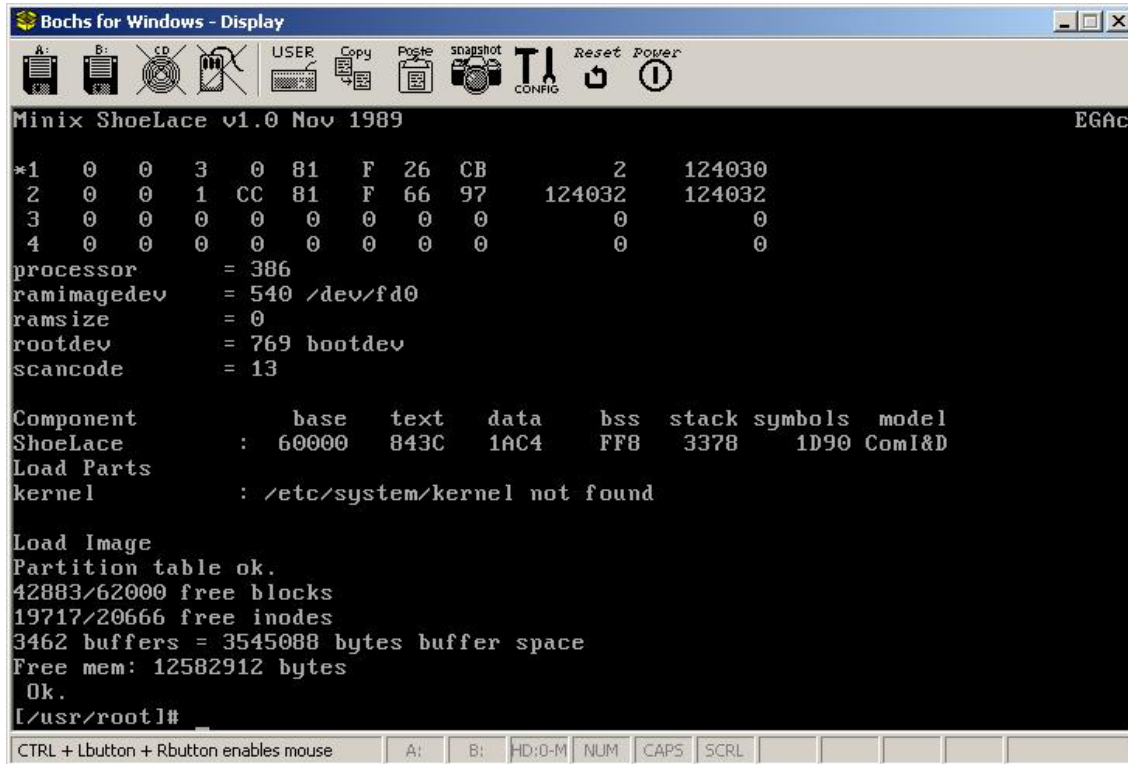 Bochs for Windows - Display
A: B: CD USER Copy Paste snapshot CONFIG Reset Power
Minix ShoeLace v1.0 Nov 1989 EGAc
*1 0 0 3 0 81 F 26 CB 2 124030
2 0 0 1 CC 81 F 66 97 124032 124032
3 0 0 0 0 0 0 0 0 0 0
4 0 0 0 0 0 0 0 0 0 0
processor = 386
ramimagedev = 540 /dev/fd0
ramsize = 0
rootdev = 769 bootdev
scancode = 13
Component base text data bss stack symbols model
ShoeLace : 60000 843C 1AC4 FF8 3378 1D90 ComI&D
Load Parts
kernel : /etc/system/kernel not found
Load Image
Partition table ok.
42883/62000 free blocks
19717/20666 free inodes
3462 buffers = 3545088 bytes buffer space
Free mem: 12582912 bytes
Ok.
[/usr/root]# _
CTRL + Lbutton + Rbutton enables mouse A: B: HD:0-M NUM CAPS SCRL